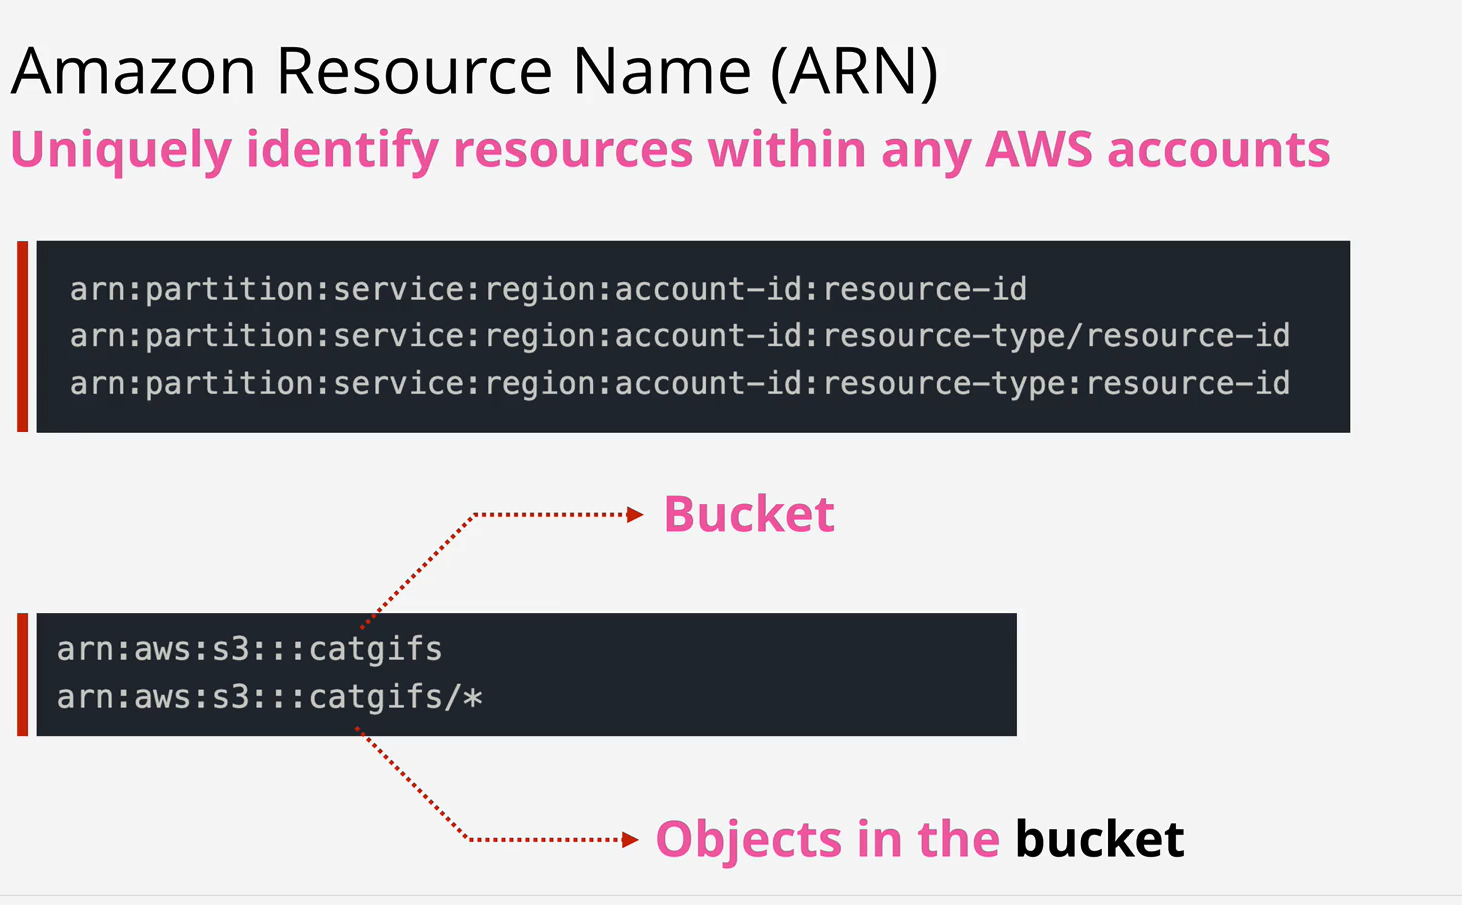 Amazon Resource Name (ARN)
Uniquely identify resources within any AWS accounts
arn:partition:service:region:account-id:resource-id
arn:partition:service:region:account-id:resource-type/resource-id
arn:partition:service:region:account-id:resource-type:resource-id
Bucket
arn:aws:s3:::catgifs
arn:aws:s3:::catgifs/*
Objects in the bucket